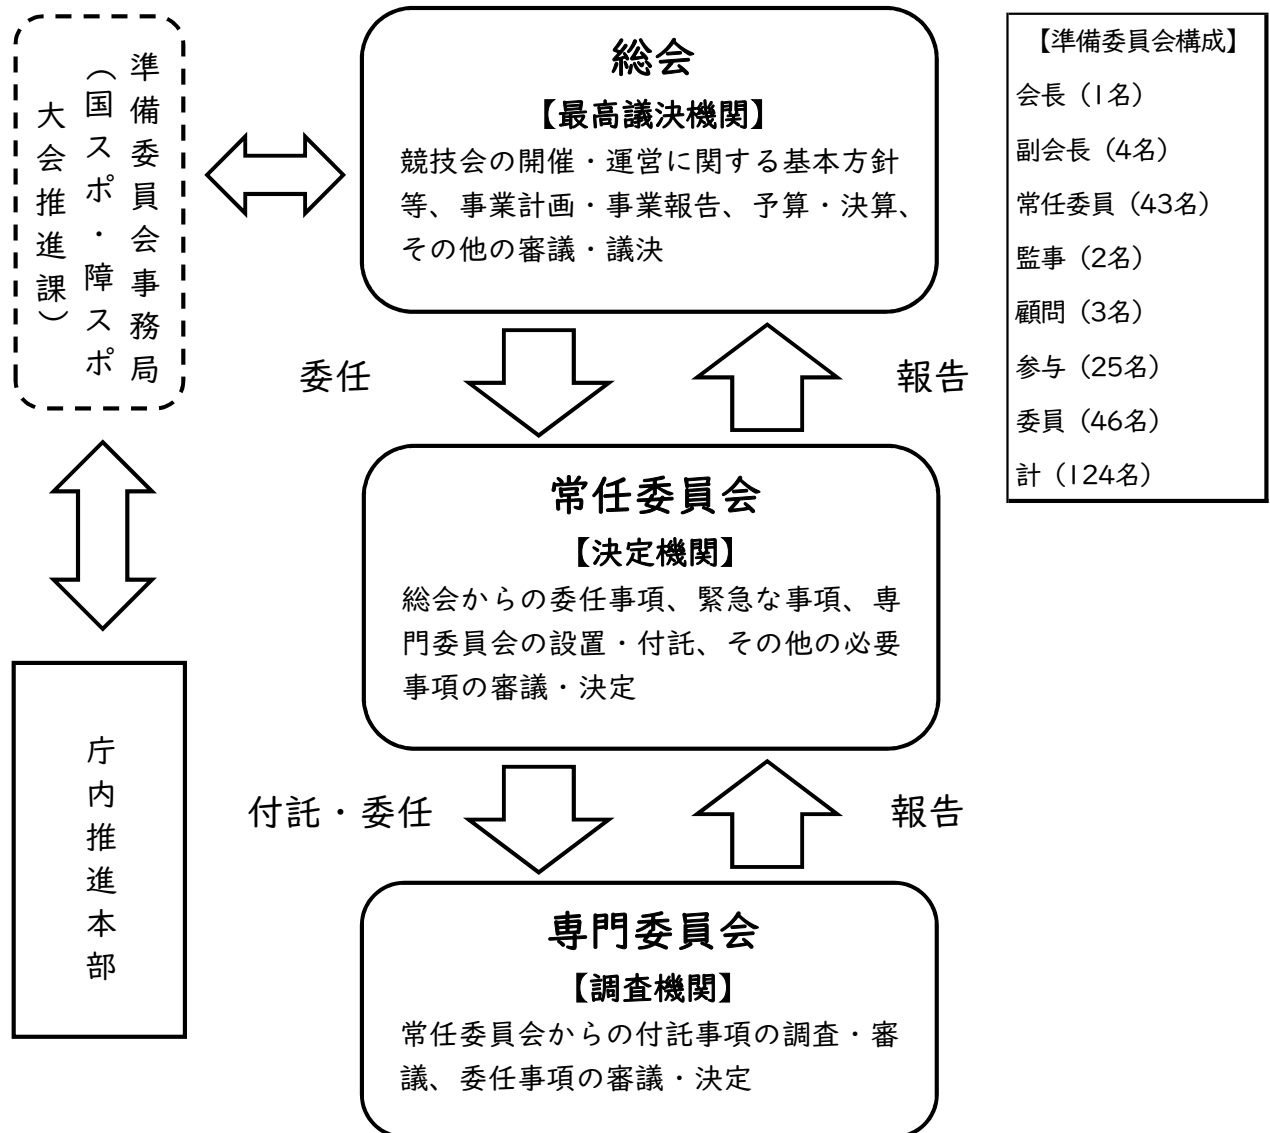 準備委員会事務局
（国スポ・障スポ
大会推進課）
総会
【最高議決機関】
競技会の開催・運営に関する基本方針
等、事業計画・事業報告、予算・決算、
その他の審議・議決
【準備委員会構成】
会長（1名）
副会長（4名）
常任委員（43名）
監事（2名）
顧問（3名）
参与（25名）
委員（46名）
計（124名）
委任
報告
常任委員会
【決定機関】
総会からの委任事項、緊急な事項、専
門委員会の設置・付託、その他の必要
事項の審議・決定
庁内推進本部
付託・委任
報告
専門委員会
【調査機関】
常任委員会からの付託事項の調査・審
議、委任事項の審議・決定